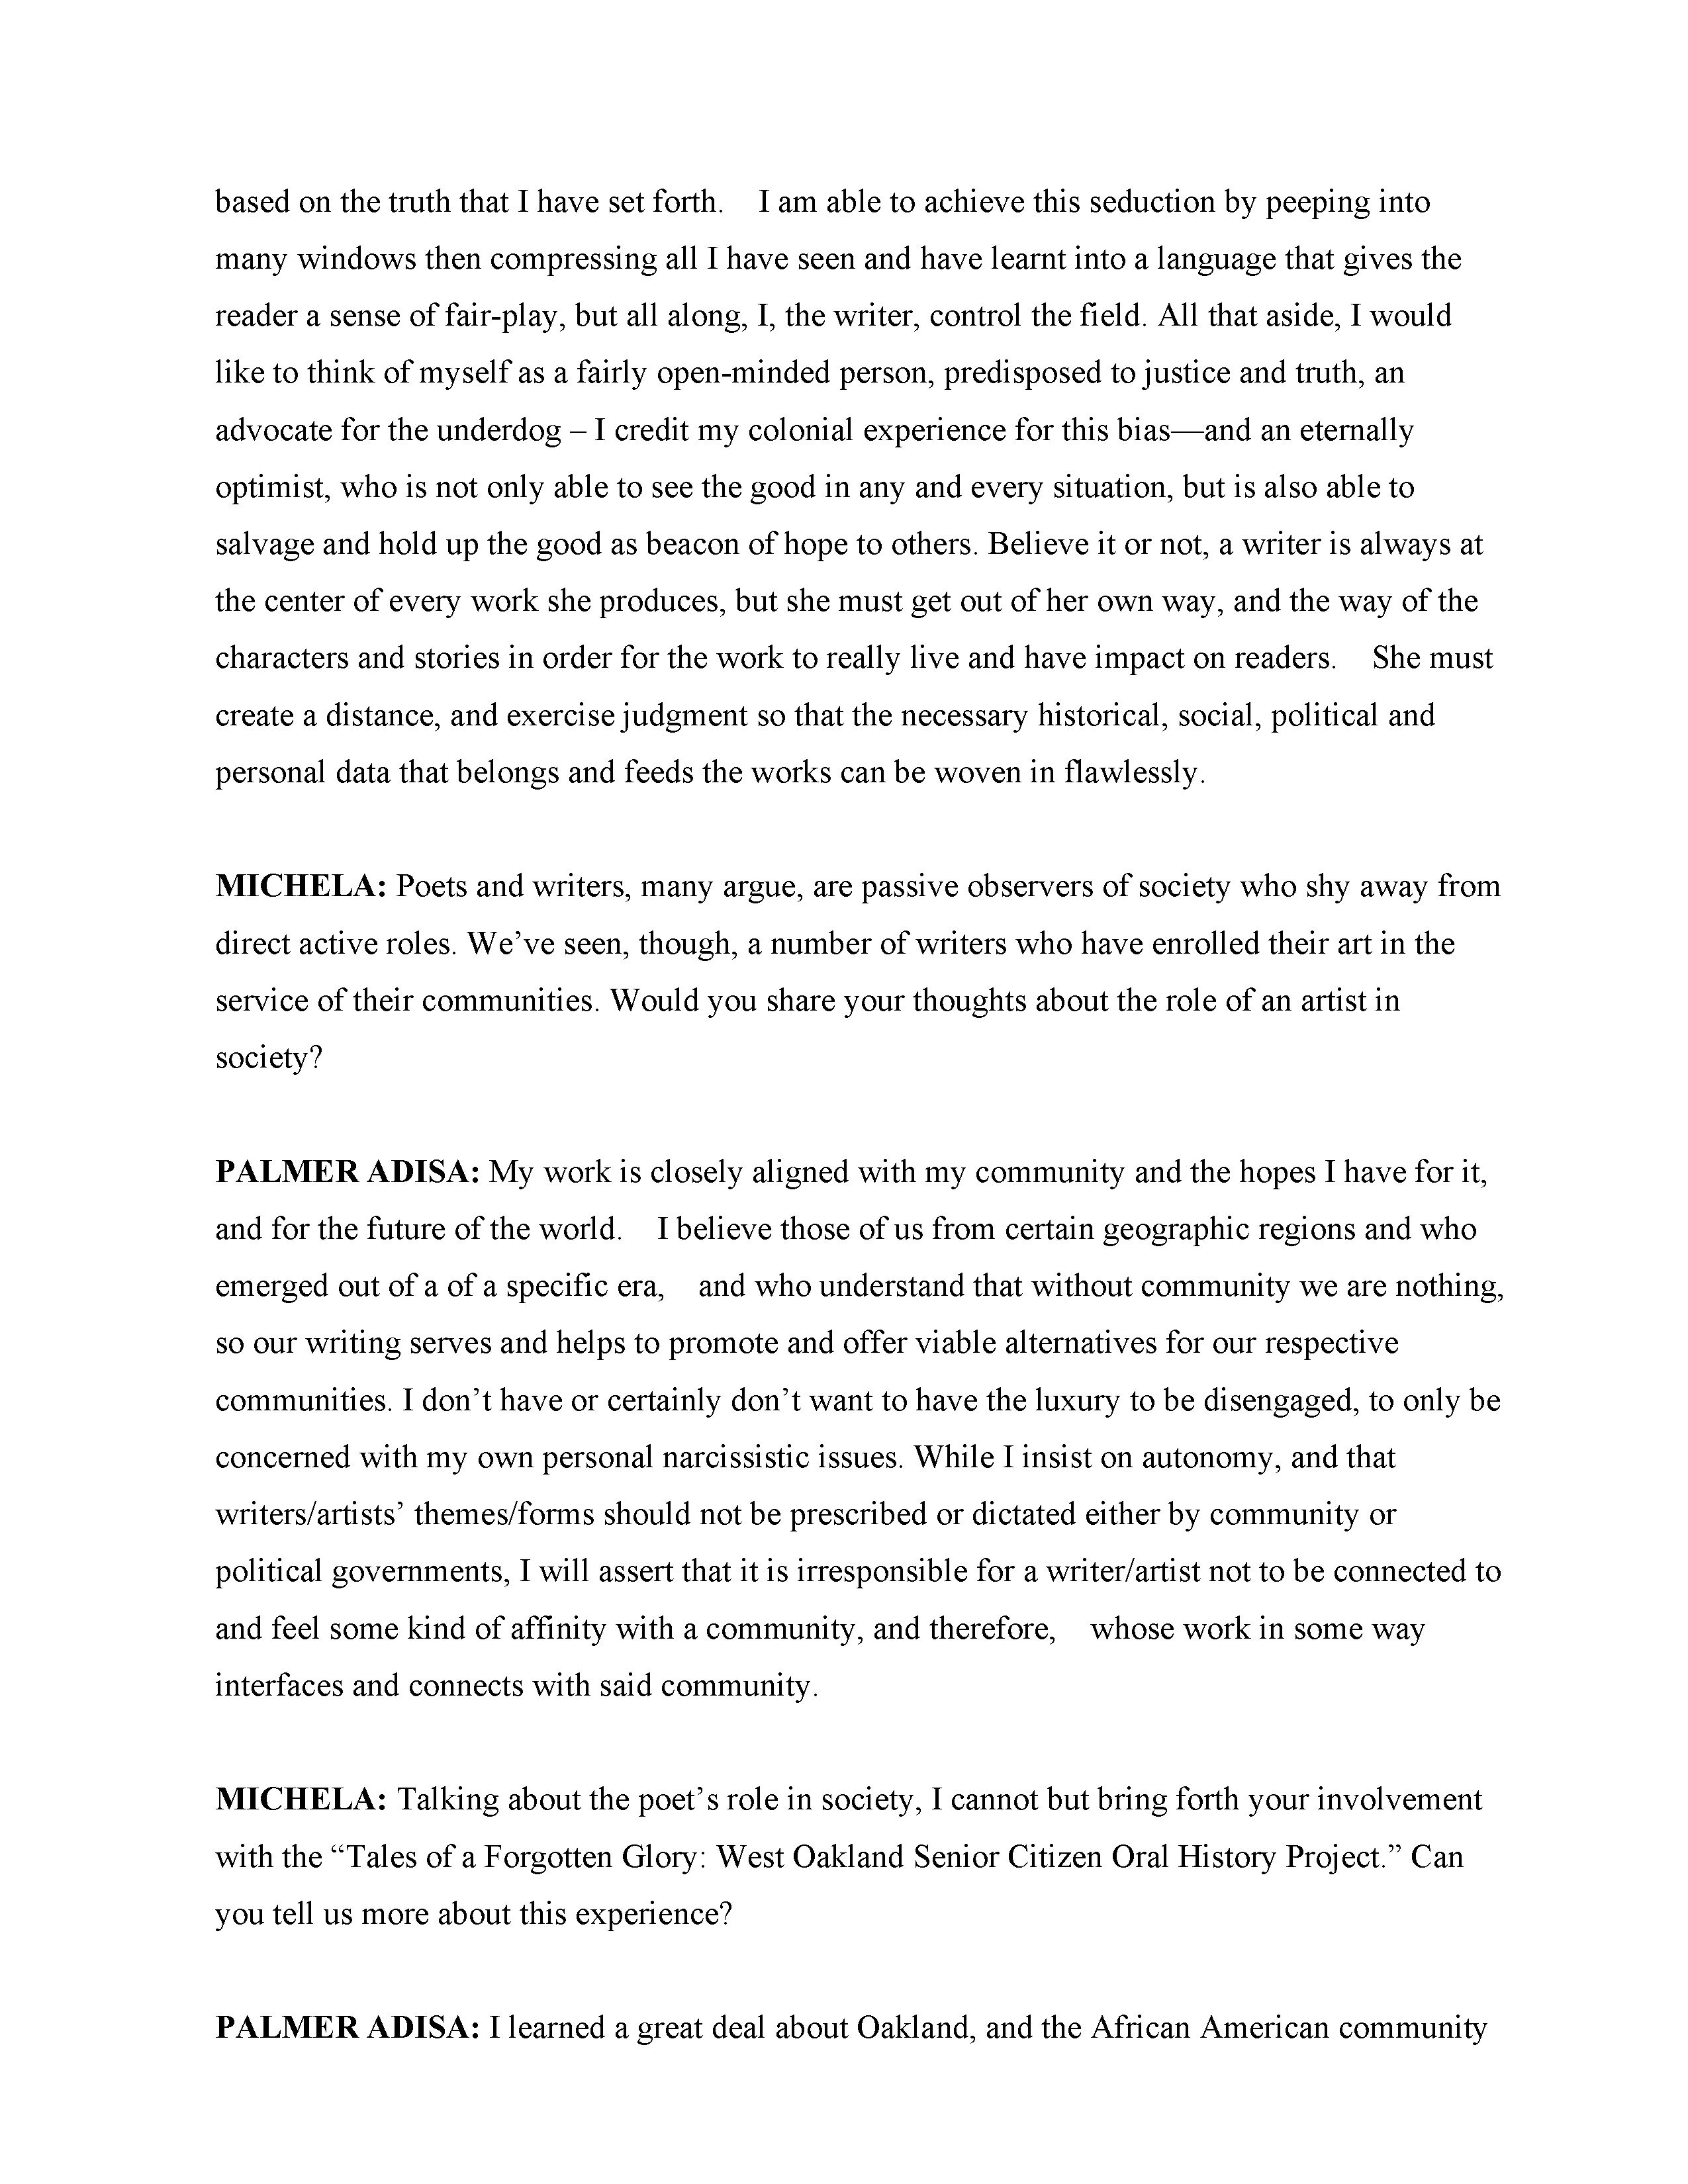 based on the truth that I have set forth.    I am able to achieve this seduction by peeping into
many windows then compressing all I have seen and have learnt into a language that gives the
reader a sense of fair-play, but all along, I, the writer, control the field. All that aside, I would
like to think of myself as a fairly open-minded person, predisposed to justice and truth, an
advocate for the underdog – I credit my colonial experience for this bias—and an eternally
optimist, who is not only able to see the good in any and every situation, but is also able to
salvage and hold up the good as beacon of hope to others. Believe it or not, a writer is always at
the center of every work she produces, but she must get out of her own way, and the way of the
characters and stories in order for the work to really live and have impact on readers.    She must
create a distance, and exercise judgment so that the necessary historical, social, political and
personal data that belongs and feeds the works can be woven in flawlessly.
MICHELA: Poets and writers, many argue, are passive observers of society who shy away from
direct active roles. We’ve seen, though, a number of writers who have enrolled their art in the
service of their communities. Would you share your thoughts about the role of an artist in
society?
PALMER ADISA: My work is closely aligned with my community and the hopes I have for it,
and for the future of the world.    I believe those of us from certain geographic regions and who
emerged out of a of a specific era,    and who understand that without community we are nothing,
so our writing serves and helps to promote and offer viable alternatives for our respective
communities. I don’t have or certainly don’t want to have the luxury to be disengaged, to only be
concerned with my own personal narcissistic issues. While I insist on autonomy, and that
writers/artists’ themes/forms should not be prescribed or dictated either by community or
political governments, I will assert that it is irresponsible for a writer/artist not to be connected to
and feel some kind of affinity with a community, and therefore,    whose work in some way
interfaces and connects with said community.
MICHELA: Talking about the poet’s role in society, I cannot but bring forth your involvement
with the “Tales of a Forgotten Glory: West Oakland Senior Citizen Oral History Project.” Can
you tell us more about this experience?
PALMER ADISA: I learned a great deal about Oakland, and the African American community